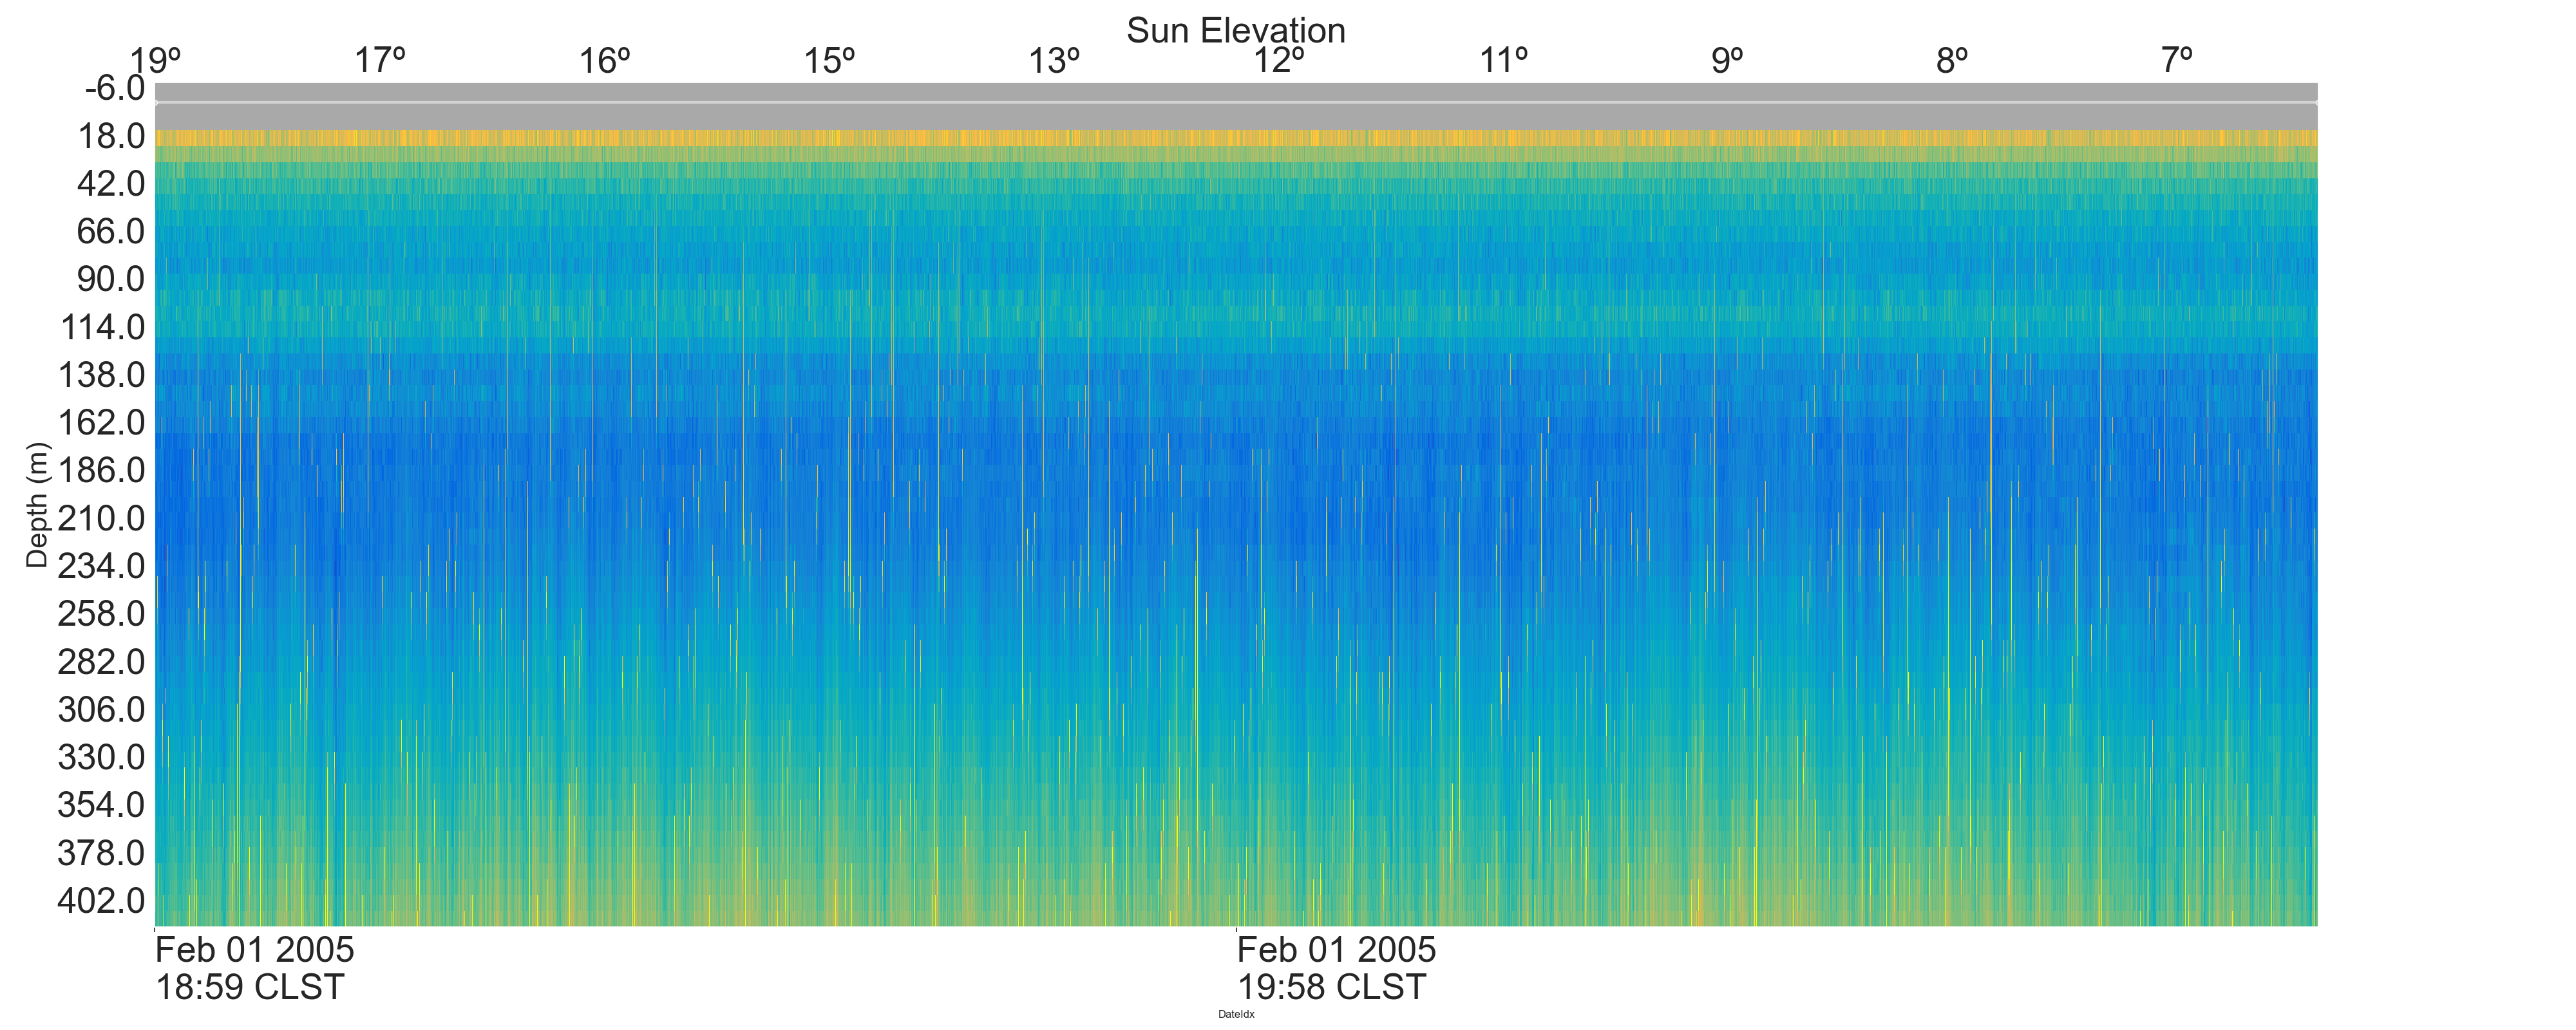 Sun Elevation
19º 17º 16º 15º 13º 12º 11º 9º 8º 7º
-6.0
18.0
42.0
66.0
90.0
114.0
138.0
162.0
186.0
210.0
234.0
258.0
282.0
306.0
330.0
354.0
378.0
402.0
Depth (m)
Feb 01 2005
18:59 CLST
Feb 01 2005
19:58 CLST
DateIdx